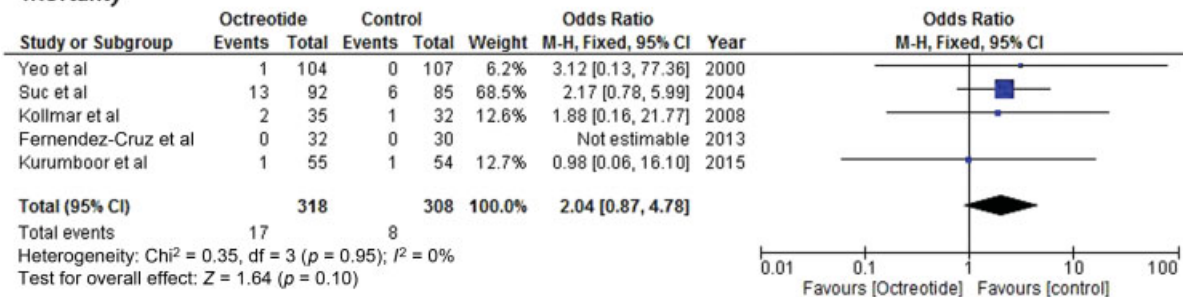 Mortality
Octreotide Control Odds Ratio Odds Ratio
Study or Subgroup Events Total Events Total Weight M-H, Fixed, 95% CI Year M-H, Fixed, 95% CI
Yeo et al 1 104 0 107 6.2% 3.12 [0.13, 77.36] 2000
Suc et al 13 92 6 85 68.5% 2.17 [0.78, 5.99] 2004
Kollmar et al 2 35 1 32 12.6% 1.88 [0.16, 21.77] 2008
Fernendez-Cruz et al 0 32 0 30 Not estimable 2013
Kurumboor et al 1 55 1 54 12.7% 0.98 [0.06, 16.10] 2015
Total (95% CI) 318 308 100.0% 2.04 [0.87, 4.78]
Total events 17 8
Heterogeneity: Chi² = 0.35, df = 3 (p = 0.95); I² = 0%
Test for overall effect: Z = 1.64 (p = 0.10)
0.01 0.1 1 10 100
Favours [Octreotide] Favours [control]